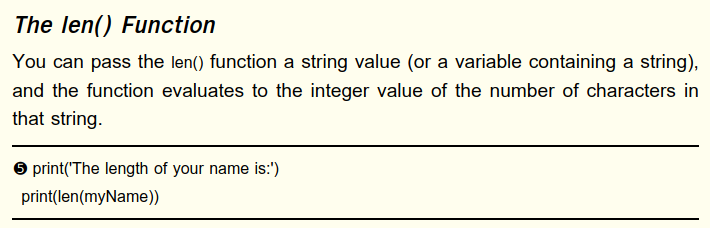 The len() Function
You can pass the len() function a string value (or a variable containing a string),
and the function evaluates to the integer value of the number of characters in
that string.
❺ print('The length of your name is:')
print(len(myName))